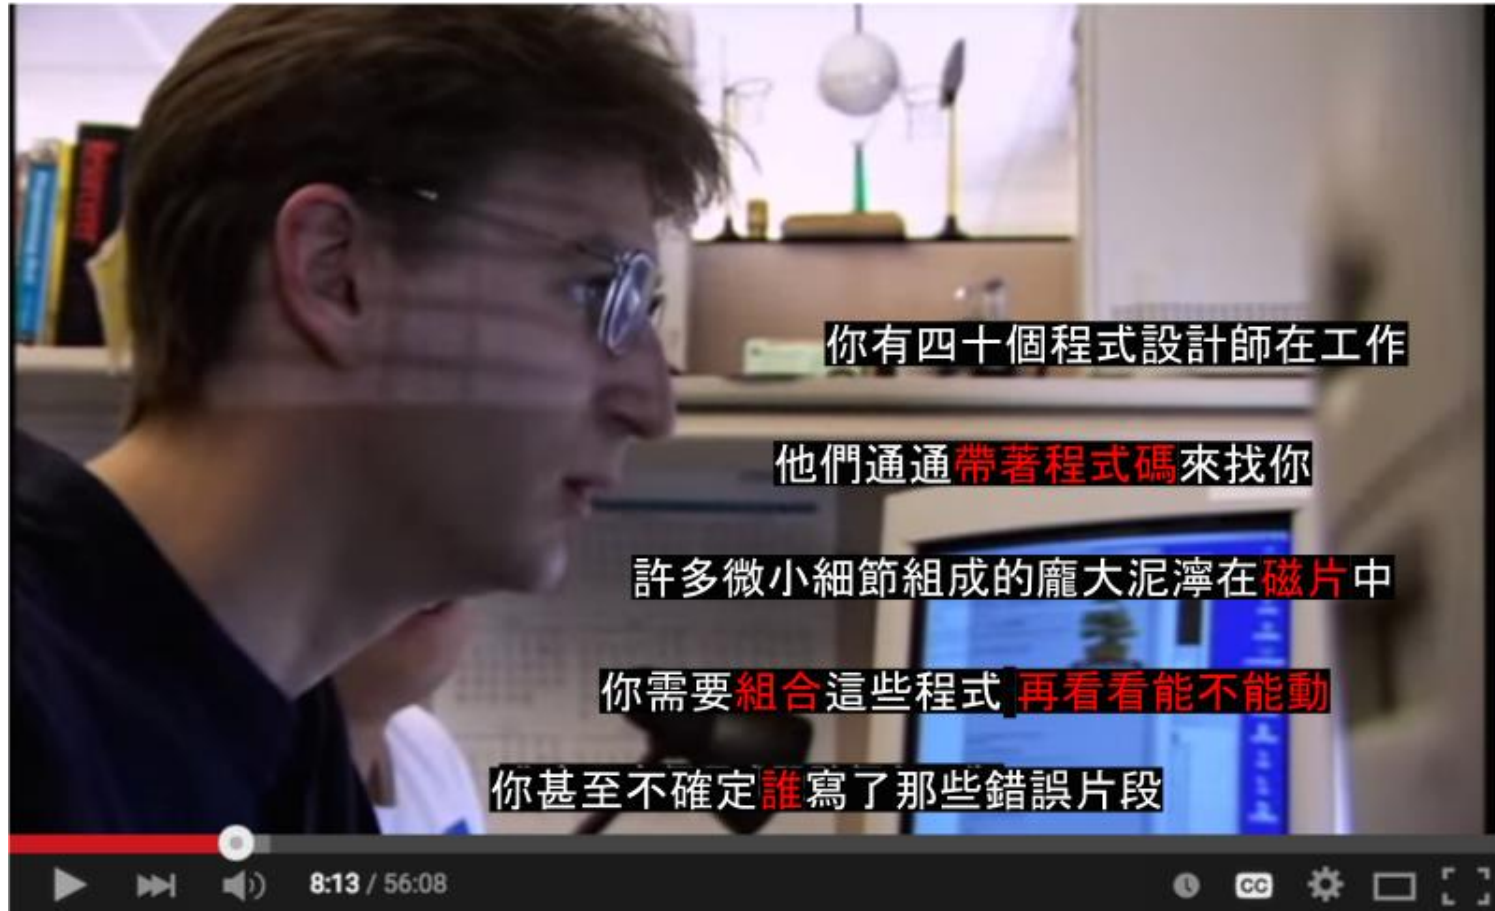 你有四十個程式設計師在工作
他們通通帶著程式碼來找你
許多微小細節組成的龐大泥濘在磁片中
你需要組合這些程式 再看看能不能動
你甚至不確定誰寫了那些錯誤片段
8:13 / 56:08
CC